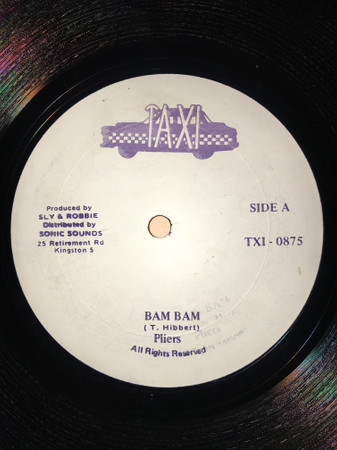 TAXI
Produced by
SLY & ROBBIE
Distributed by
SONIC SOUNDS
25 Retirement Rd
Kingston 5
SIDE A
TXI - 0875
BAM BAM
( T. Hibbert)
Pliers
All Rights Reserved